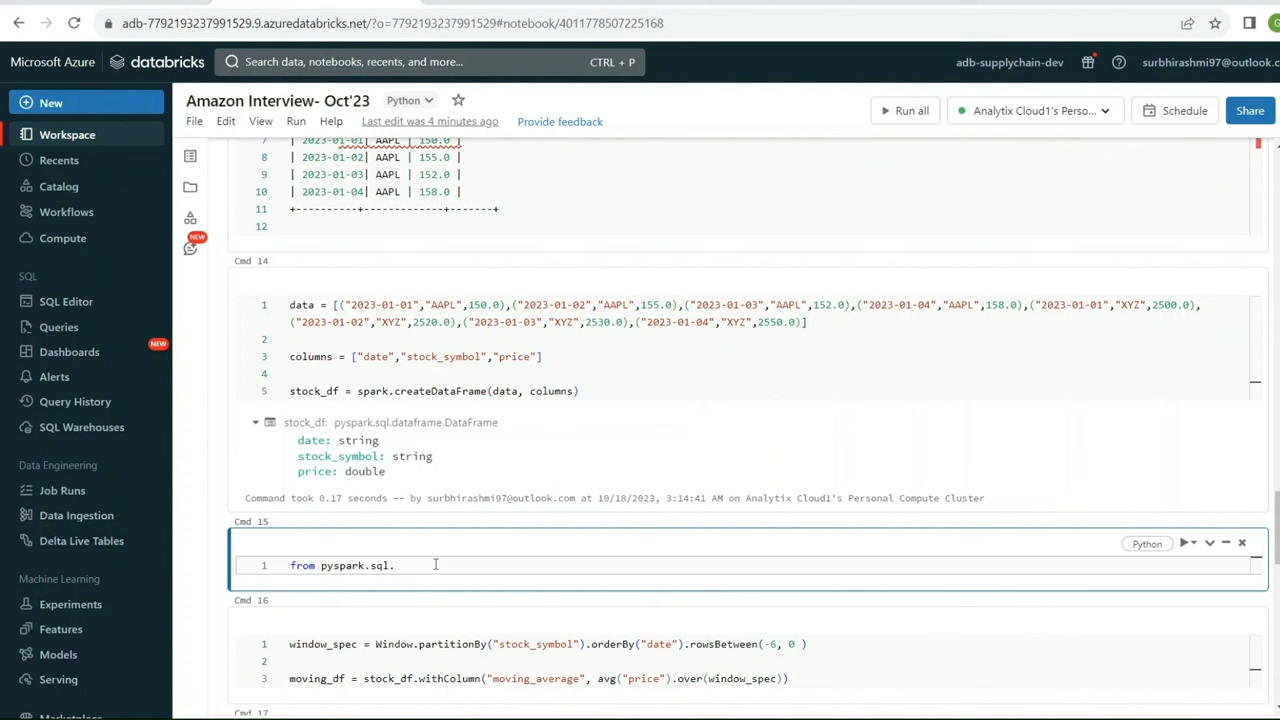 adb-7792193237991529.9.azuredatabricks.net/?o=7792193237991529#notebook/4011778507225168
Microsoft Azure databricks Search data, notebooks, recents, and more... CTRL + P adb-supplychain-dev surbhirashmi97@outlook.c
New
Workspace
Recents
Catalog
Workflows
Compute
SQL
SQL Editor
Queries
Dashboards NEW
Alerts
Query History
SQL Warehouses
Data Engineering
Job Runs
Data Ingestion
Delta Live Tables
Machine Learning
Experiments
Features
Models
Serving
Marketplace
Amazon Interview- Oct'23 Python
File Edit View Run Help Last edit was 4 minutes ago Provide feedback
Run all Analytix Cloud1's Perso... Schedule Share
NEW
7 | 2023-01-01| AAPL | 150.0 |
8 | 2023-01-02| AAPL | 155.0 |
9 | 2023-01-03| AAPL | 152.0 |
10 | 2023-01-04| AAPL | 158.0 |
11 +----------+-------------+-------+
12
Cmd 14
1 data = [("2023-01-01","AAPL",150.0),("2023-01-02","AAPL",155.0),("2023-01-03","AAPL",152.0),("2023-01-04","AAPL",158.0),("2023-01-01","XYZ",2500.0),
("2023-01-02","XYZ",2520.0),("2023-01-03","XYZ",2530.0),("2023-01-04","XYZ",2550.0)]
2
3 columns = ["date","stock_symbol","price"]
4
5 stock_df = spark.createDataFrame(data, columns)
stock_df: pyspark.sql.dataframe.DataFrame
date: string
stock_symbol: string
price: double
Command took 0.17 seconds -- by surbhirashmi97@outlook.com at 10/18/2023, 3:14:41 AM on Analytix Cloud1's Personal Compute Cluster
Cmd 15
Python
1 from pyspark.sql.
Cmd 16
1 window_spec = Window.partitionBy("stock_symbol").orderBy("date").rowsBetween(-6, 0 )
2
3 moving_df = stock_df.withColumn("moving_average", avg("price").over(window_spec))
Cmd 17